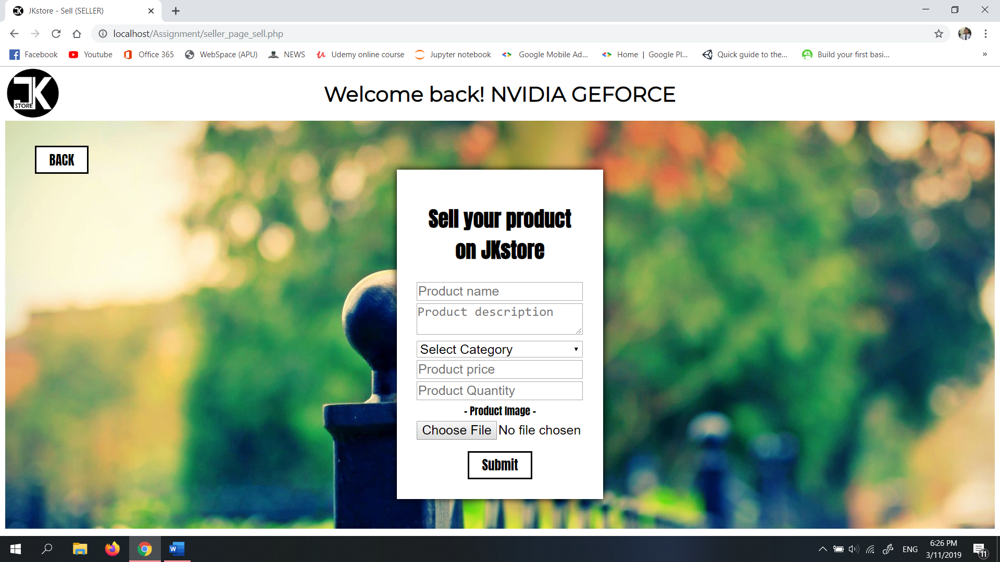 JKstore - Sell (SELLER)
localhost/Assignment/seller_page_sell.php
Facebook
Youtube
Office 365
WebSpace (APU)
NEWS
Udemy online course
Jupyter notebook
Google Mobile Ad...
Home | Google Pl...
Quick guide to the...
Build your first basi...
»
JK
STORE
Welcome back! NVIDIA GEFORCE
BACK
Sell your product
on JKstore
Product name
Product description
Select Category
Product price
Product Quantity
- Product Image -
Choose File No file chosen
Submit
ENG
6:26 PM
3/11/2019
11